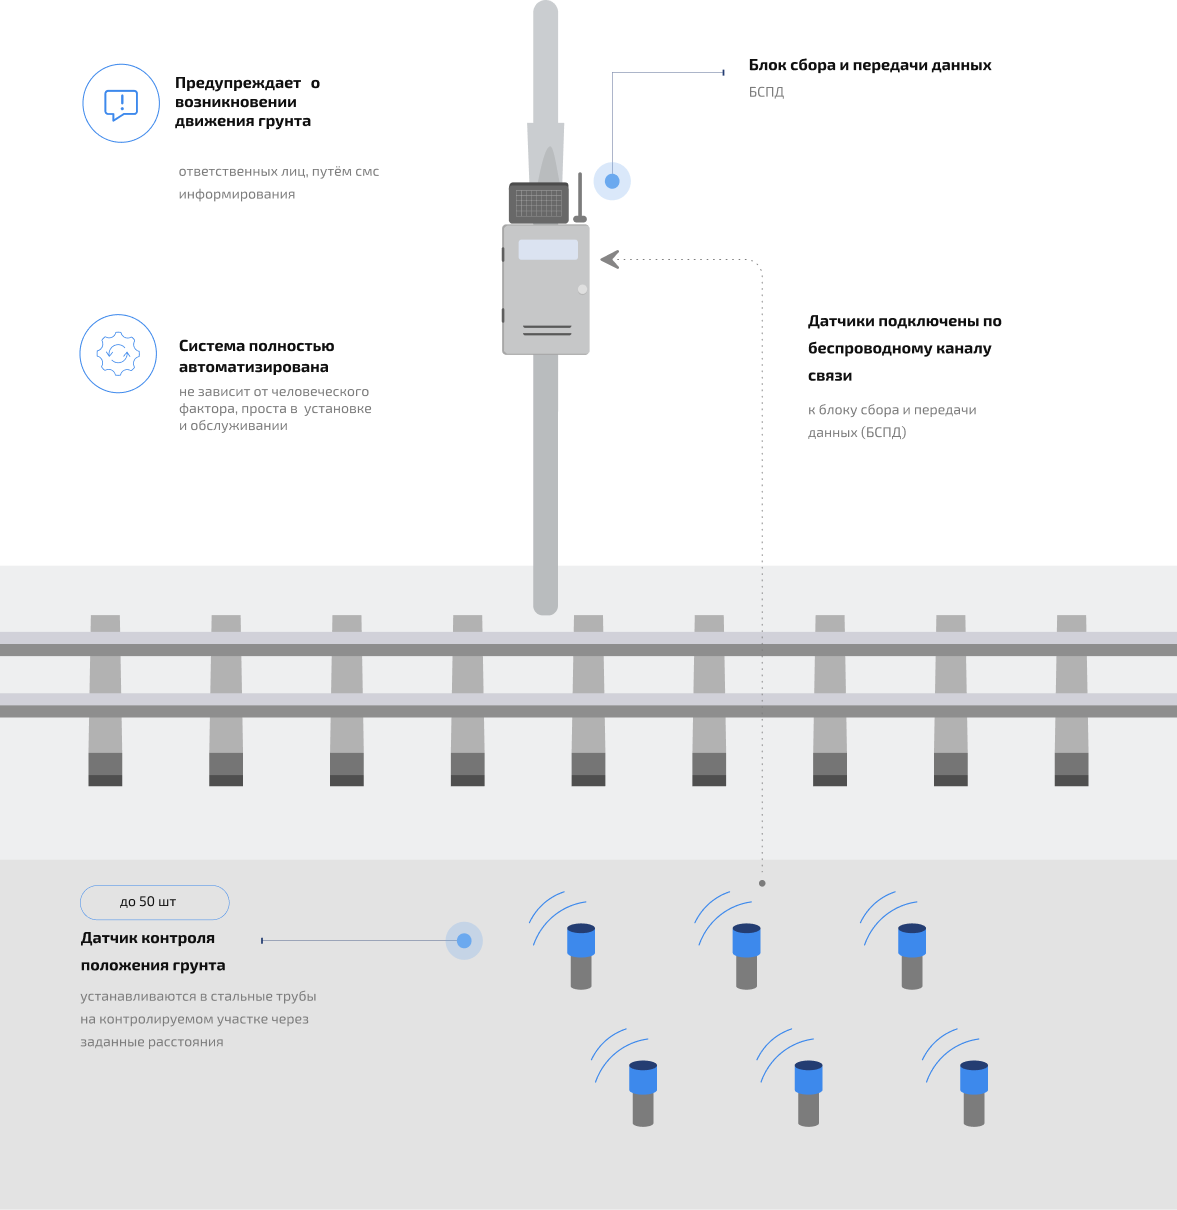 Предупреждает о
возникновении
движения грунта
ответственных лиц, путём смс
информирования
Блок сбора и передачи данных
БСПД
Система полностью
автоматизирована
не зависит от человеческого
фактора, проста в установке
и обслуживании
Датчики подключены по
беспроводному каналу
связи
к блоку сбора и передачи
данных (БСПД)
до 50 шт
Датчик контроля
положения грунта
устанавливаются в стальные трубы
на контролируемом участке через
заданные расстояния